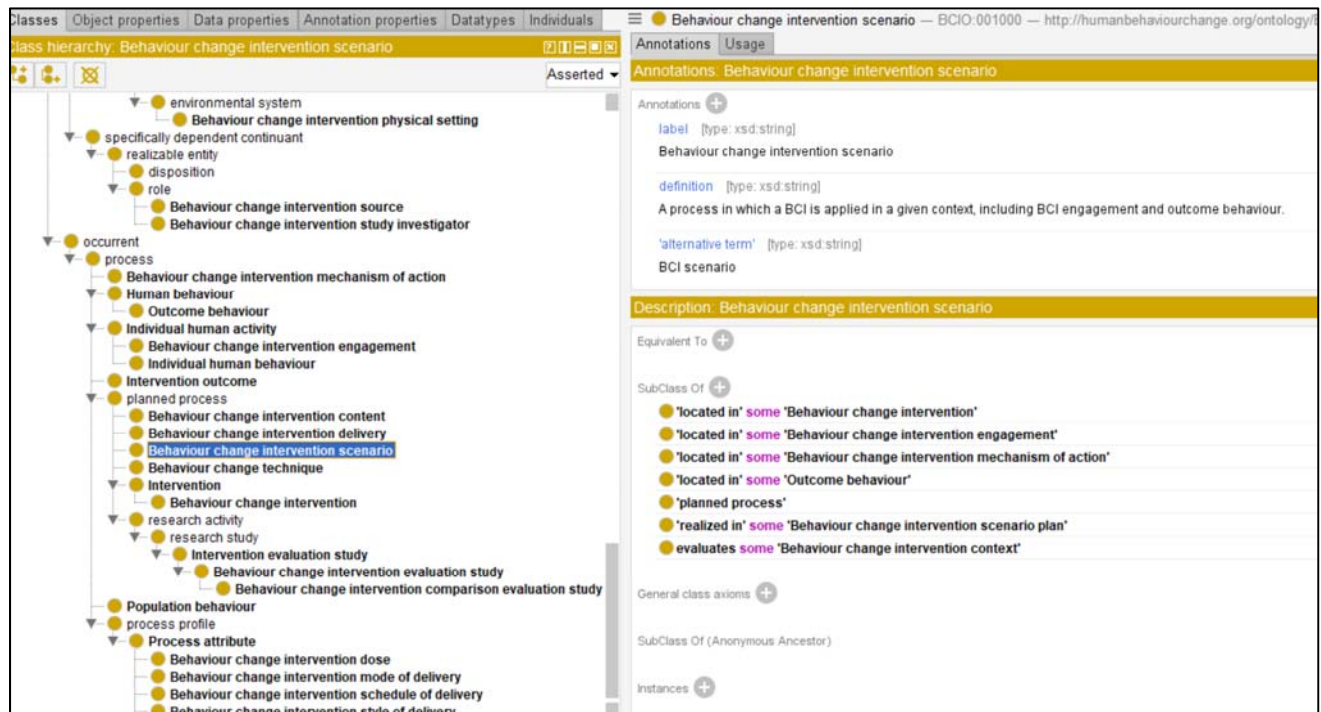 Classes Object properties Data properties Annotation properties Datatypes Individuals
Class hierarchy: Behaviour change intervention scenario
Asserted
environmental system
Behaviour change intervention physical setting
specifically dependent continuant
realizable entity
disposition
role
Behaviour change intervention source
Behaviour change intervention study investigator
occurrent
process
Behaviour change intervention mechanism of action
Human behaviour
Outcome behaviour
Individual human activity
Behaviour change intervention engagement
Individual human behaviour
Intervention outcome
planned process
Behaviour change intervention content
Behaviour change intervention delivery
Behaviour change intervention scenario
Behaviour change technique
Intervention
Behaviour change intervention
research activity
research study
Intervention evaluation study
Behaviour change intervention evaluation study
Behaviour change intervention comparison evaluation study
Population behaviour
process profile
Process attribute
Behaviour change intervention dose
Behaviour change intervention mode of delivery
Behaviour change intervention schedule of delivery
Behaviour change intervention style of delivery
Behaviour change intervention scenario — BCIO:001000 — http://humanbehaviourchange.org/ontology/
Annotations Usage
Annotations: Behaviour change intervention scenario
Annotations
label [type: xsd:string]
Behaviour change intervention scenario
definition [type: xsd:string]
A process in which a BCI is applied in a given context, including BCI engagement and outcome behaviour.
'alternative term' [type: xsd:string]
BCI scenario
Description: Behaviour change intervention scenario
Equivalent To
SubClass Of
'located in' some 'Behaviour change intervention'
'located in' some 'Behaviour change intervention engagement'
'located in' some 'Behaviour change intervention mechanism of action'
'located in' some 'Outcome behaviour'
'planned process'
'realized in' some 'Behaviour change intervention scenario plan'
evaluates some 'Behaviour change intervention context'
General class axioms
SubClass Of (Anonymous Ancestor)
Instances